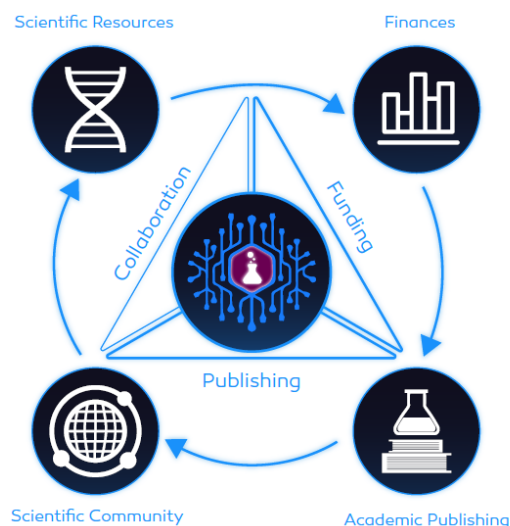 Scientific Resources
Finances
Collaboration
Funding
Publishing
Scientific Community
Academic Publishing